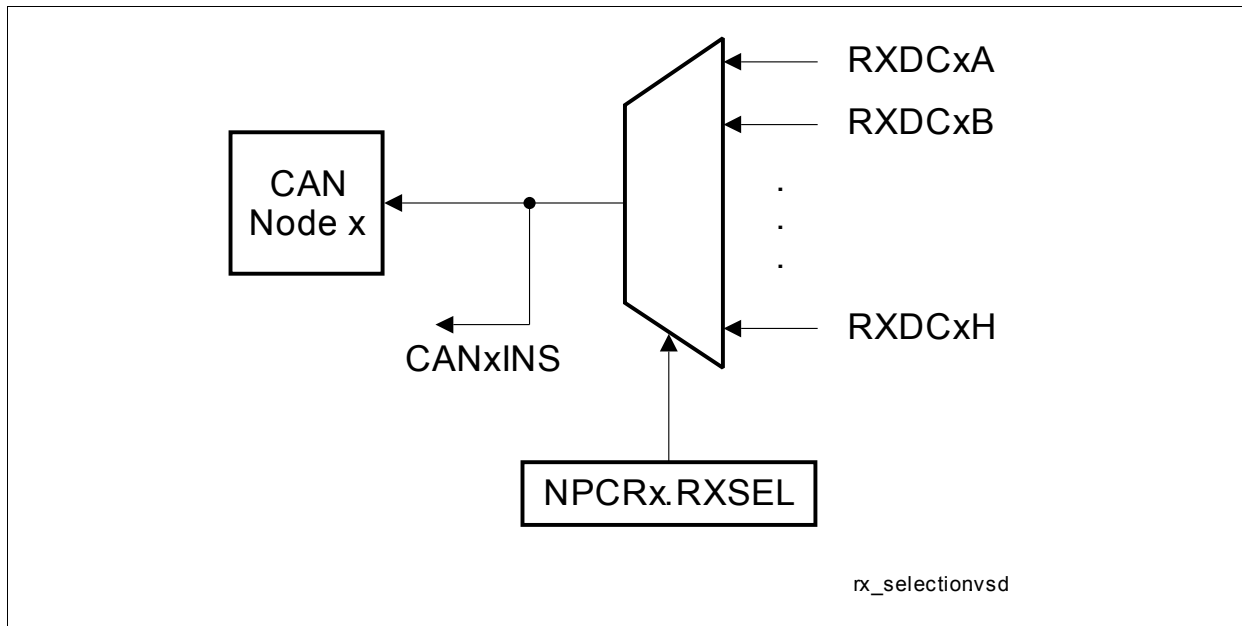 RXDCxA
RXDCxB
CAN
Node x
.
.
.
RXDCxH
CANxINS
NPCRx.RXSEL
rx_selectionvsd